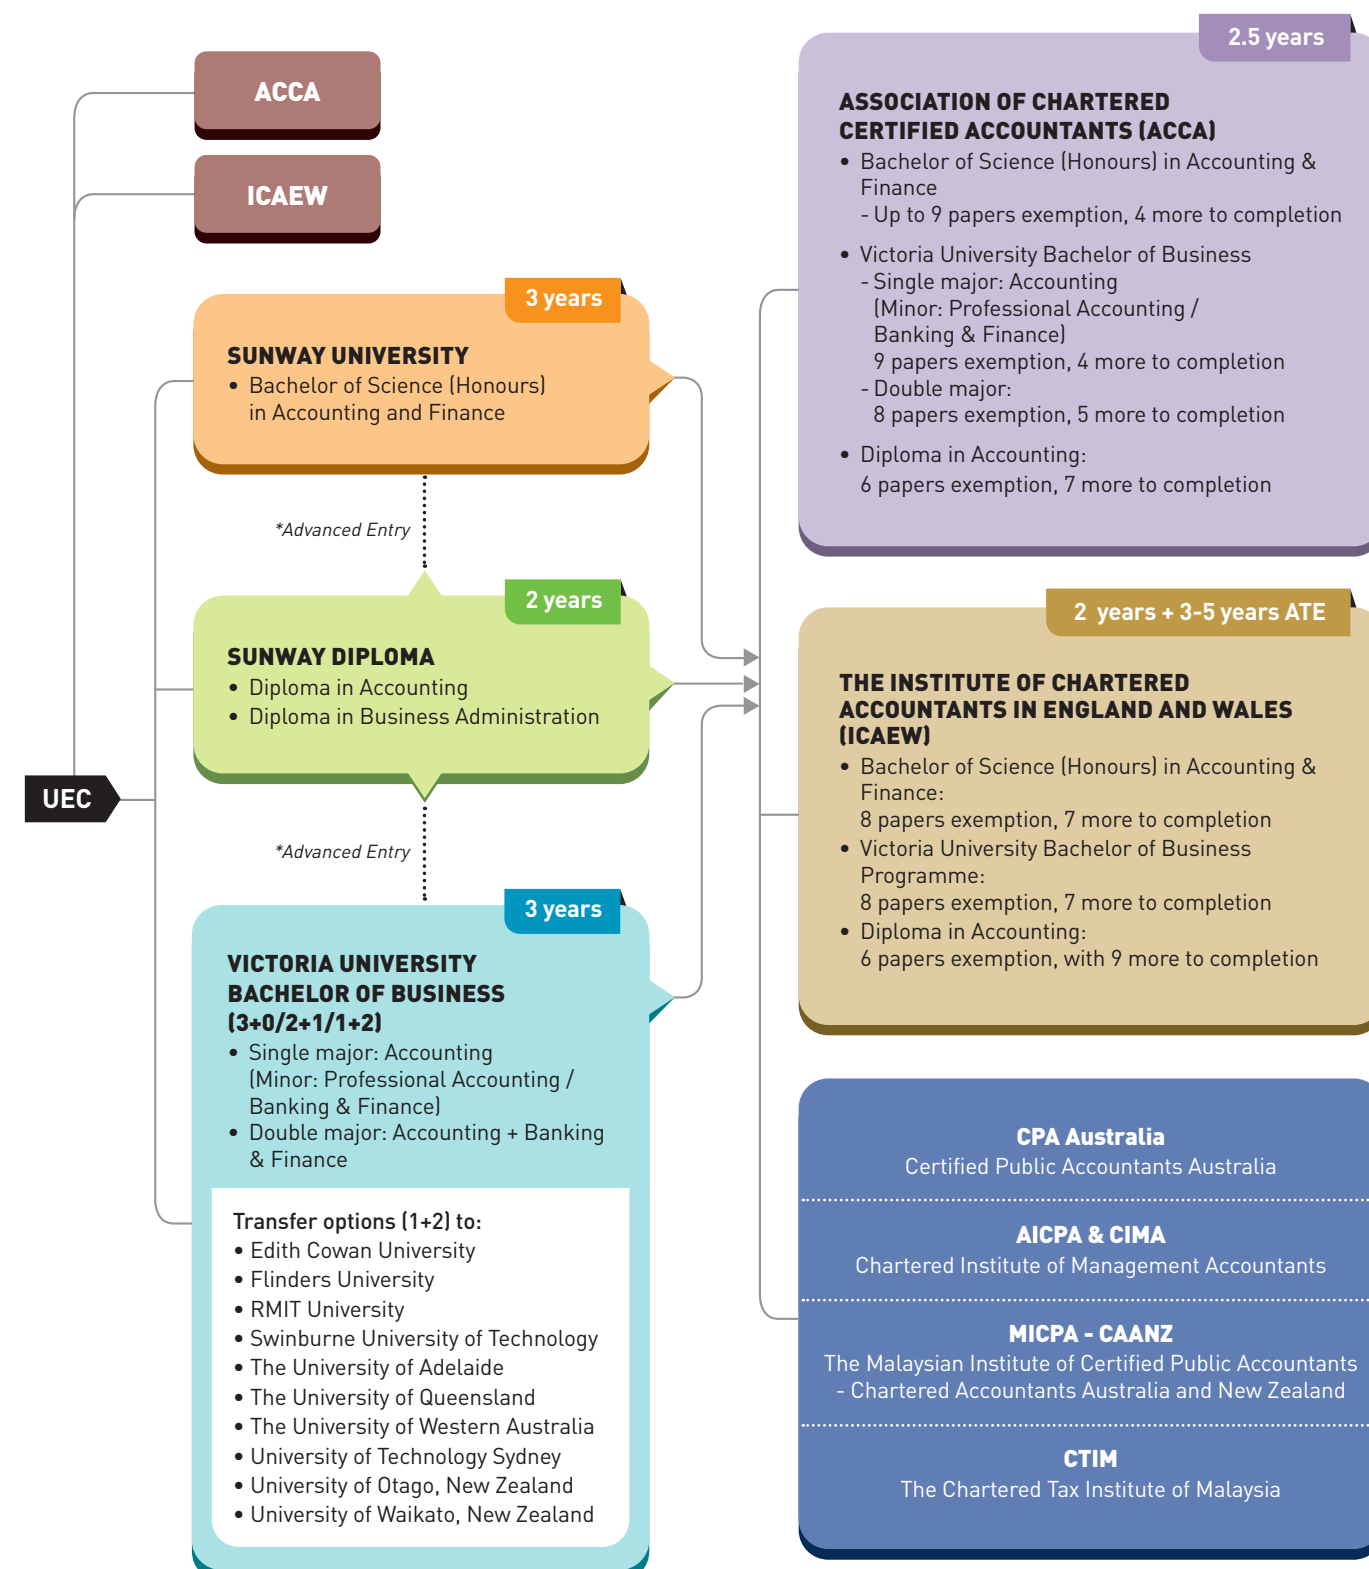 UEC
ACCA
ICAEW
3 years
SUNWAY UNIVERSITY
• Bachelor of Science (Honours)
in Accounting and Finance
*Advanced Entry
2 years
SUNWAY DIPLOMA
• Diploma in Accounting
• Diploma in Business Administration
*Advanced Entry
3 years
VICTORIA UNIVERSITY
BACHELOR OF BUSINESS
(3+0/2+1/1+2)
• Single major: Accounting
(Minor: Professional Accounting /
Banking & Finance)
• Double major: Accounting + Banking
& Finance
Transfer options (1+2) to:
• Edith Cowan University
• Flinders University
• RMIT University
• Swinburne University of Technology
• The University of Adelaide
• The University of Queensland
• The University of Western Australia
• University of Technology Sydney
• University of Otago, New Zealand
• University of Waikato, New Zealand
2.5 years
ASSOCIATION OF CHARTERED
CERTIFIED ACCOUNTANTS (ACCA)
• Bachelor of Science (Honours) in Accounting &
Finance
- Up to 9 papers exemption, 4 more to completion
• Victoria University Bachelor of Business
- Single major: Accounting
(Minor: Professional Accounting /
Banking & Finance)
9 papers exemption, 4 more to completion
- Double major:
8 papers exemption, 5 more to completion
• Diploma in Accounting:
6 papers exemption, 7 more to completion
2 years + 3-5 years ATE
THE INSTITUTE OF CHARTERED
ACCOUNTANTS IN ENGLAND AND WALES
(ICAEW)
• Bachelor of Science (Honours) in Accounting &
Finance:
8 papers exemption, 7 more to completion
• Victoria University Bachelor of Business
Programme:
8 papers exemption, 7 more to completion
• Diploma in Accounting:
6 papers exemption, with 9 more to completion
CPA Australia
Certified Public Accountants Australia
AICPA & CIMA
Chartered Institute of Management Accountants
MICPA - CAANZ
The Malaysian Institute of Certified Public Accountants
- Chartered Accountants Australia and New Zealand
CTIM
The Chartered Tax Institute of Malaysia